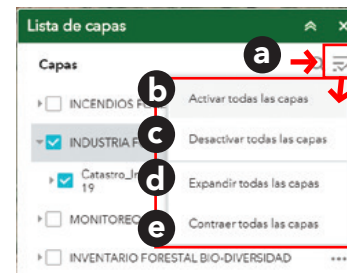 Lista de capas
Capas
a
b
INCENDIOS
Activar todas las capas
c
INDUSTRIA
Desactivar todas las capas
d
Catastro_In
19
Expandir todas las capas
e
MONITOREO
Contraer todas las capas
INVENTARIO FORESTAL BIO-DIVERSIDAD